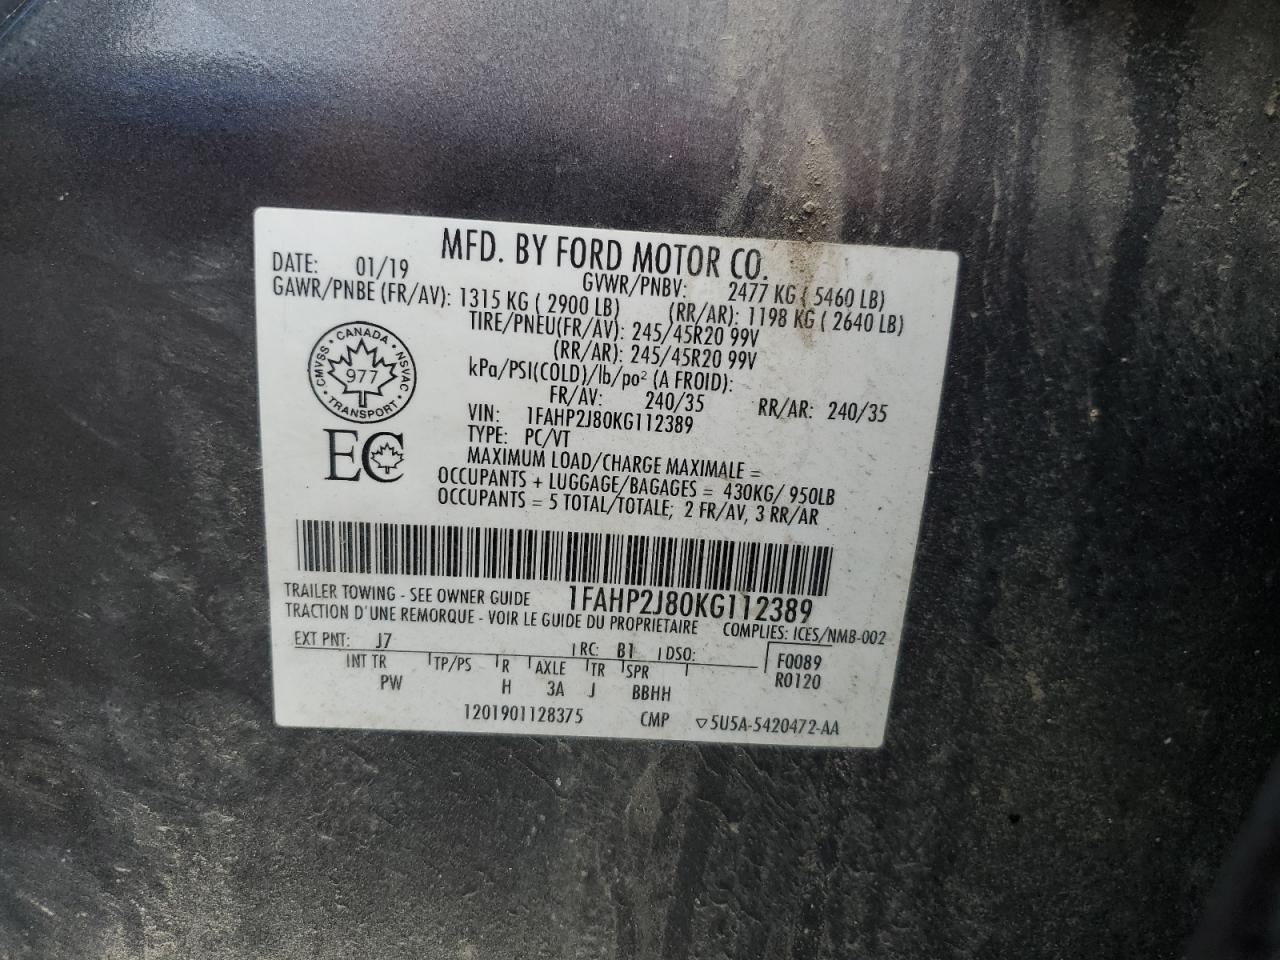 MFD. BY FORD MOTOR CO.
DATE: 01/19 GVWR/PNBV: 2477 KG ( 5460 LB)
GAWR/PNBE (FR/AV): 1315 KG ( 2900 LB) (RR/AR): 1198 KG ( 2640 LB)
TIRE/PNEU(FR/AV): 245/45R20 99V
(RR/AR): 245/45R20 99V
kPa/PSI(COLD)/lb/po² (A FROID):
FR/AV: 240/35 RR/AR: 240/35
VIN: 1FAHP2J80KG112389
TYPE: PC/VT
MAXIMUM LOAD/CHARGE MAXIMALE =
OCCUPANTS + LUGGAGE/BAGAGES = 430KG/ 950LB
OCCUPANTS = 5 TOTAL/TOTALE; 2 FR/AV, 3 RR/AR
CMVSS · CANADA · NSVAC
977
TRANSPORT
EC
TRAILER TOWING - SEE OWNER GUIDE 1FAHP2J80KG112389
TRACTION D'UNE REMORQUE - VOIR LE GUIDE DU PROPRIETAIRE COMPLIES: ICES/NMB-002
EXT PNT: J7 RC: B1 DSO: F0089
INT TR TP/PS R AXLE TR SPR R0120
PW H 3A J BBHH
1201901128375 CMP ▽5U5A-5420472-AA